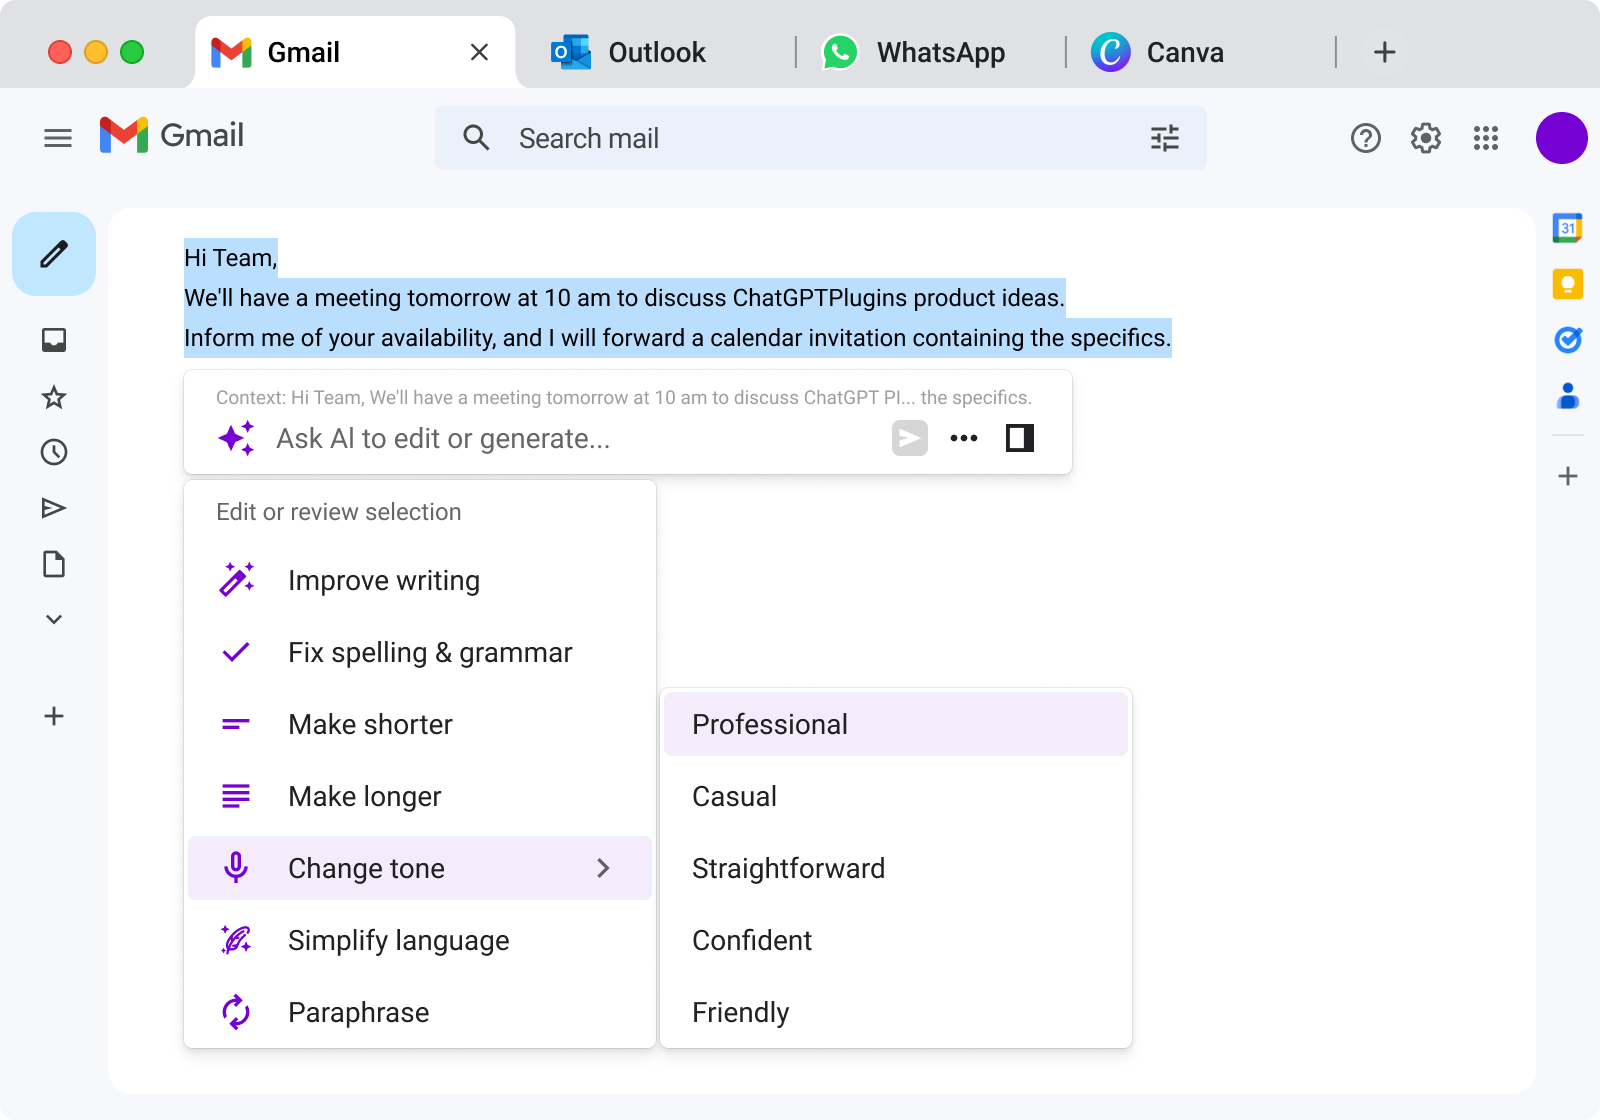 Gmail
Outlook
WhatsApp
Canva
Gmail
Search mail
31
Hi Team,
We'll have a meeting tomorrow at 10 am to discuss ChatGPTPlugins product ideas.
Inform me of your availability, and I will forward a calendar invitation containing the specifics.
Context: Hi Team, We'll have a meeting tomorrow at 10 am to discuss ChatGPT PI... the specifics.
Ask AI to edit or generate...
Edit or review selection
Improve writing
Fix spelling & grammar
Make shorter
Make longer
Change tone
Simplify language
Paraphrase
Professional
Casual
Straightforward
Confident
Friendly